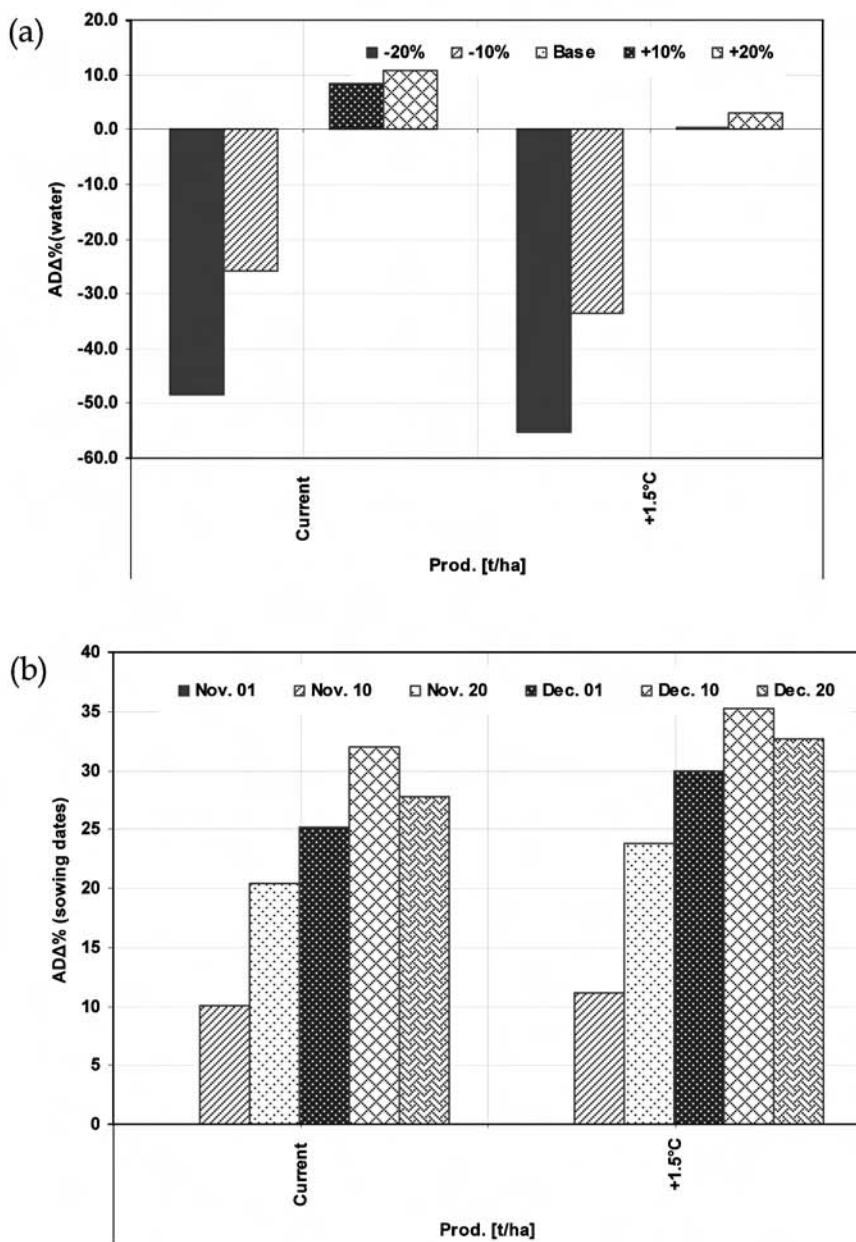 (a)
20.0
-20% -10% Base +10% +20%
10.0
0.0
-10.0
-20.0
-30.0
-40.0
-50.0
-60.0
ADΔ%(water)
Current
+1.5°C
Prod. [t/ha]
(b)
40
Nov. 01 Nov. 10 Nov. 20 Dec. 01 Dec. 10 Dec. 20
35
30
25
20
15
10
5
0
ADΔ% (sowing dates)
Current
+1.5°C
Prod. [t/ha]